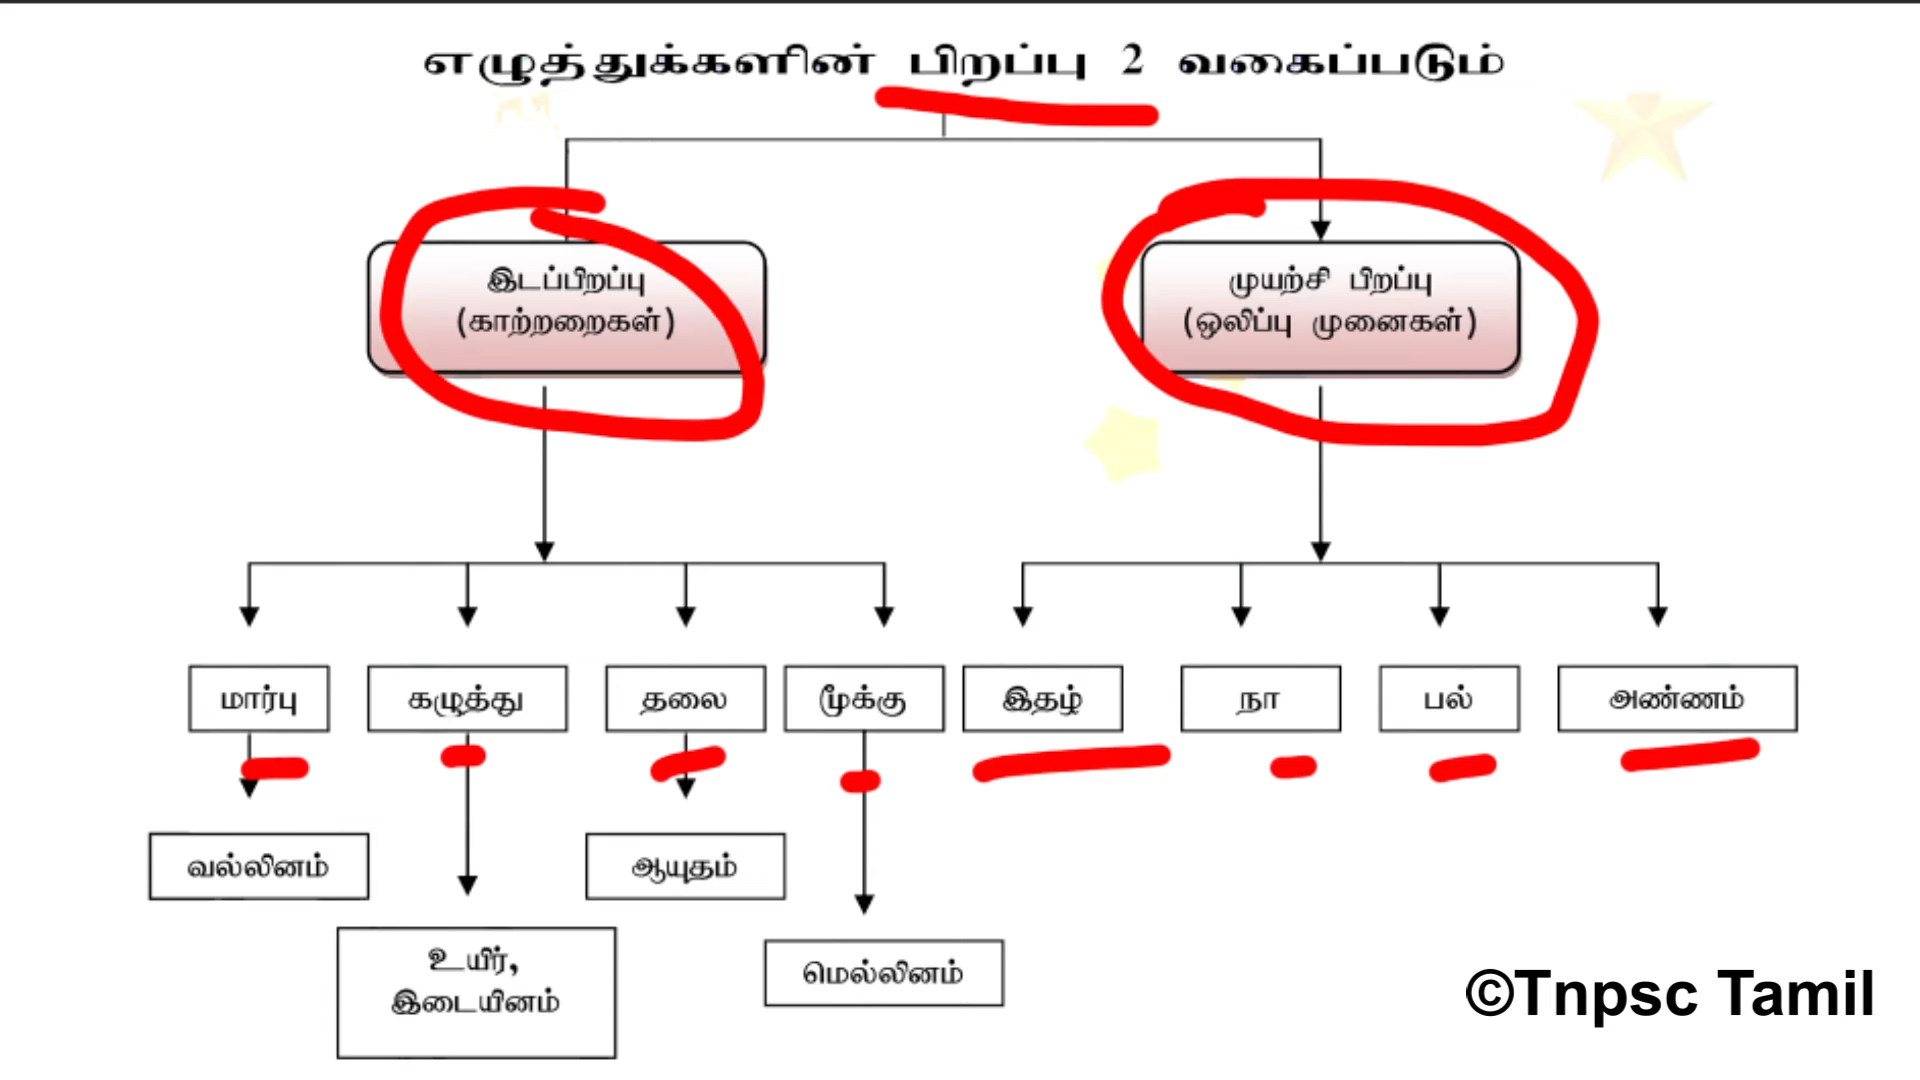 எழுத்துக்களின் பிறப்பு 2 வகைப்படும்
இடப்பிறப்பு
(காற்றறைகள்)
முயற்சி பிறப்பு
(ஒலிப்பு முனைகள்)
மார்பு
கழுத்து
தலை
மூக்கு
இதழ்
நா
பல்
அண்ணம்
வல்லினம்
ஆயுதம்
உயிர்,
இடையினம்
மெல்லினம்
©Tnpsc Tamil